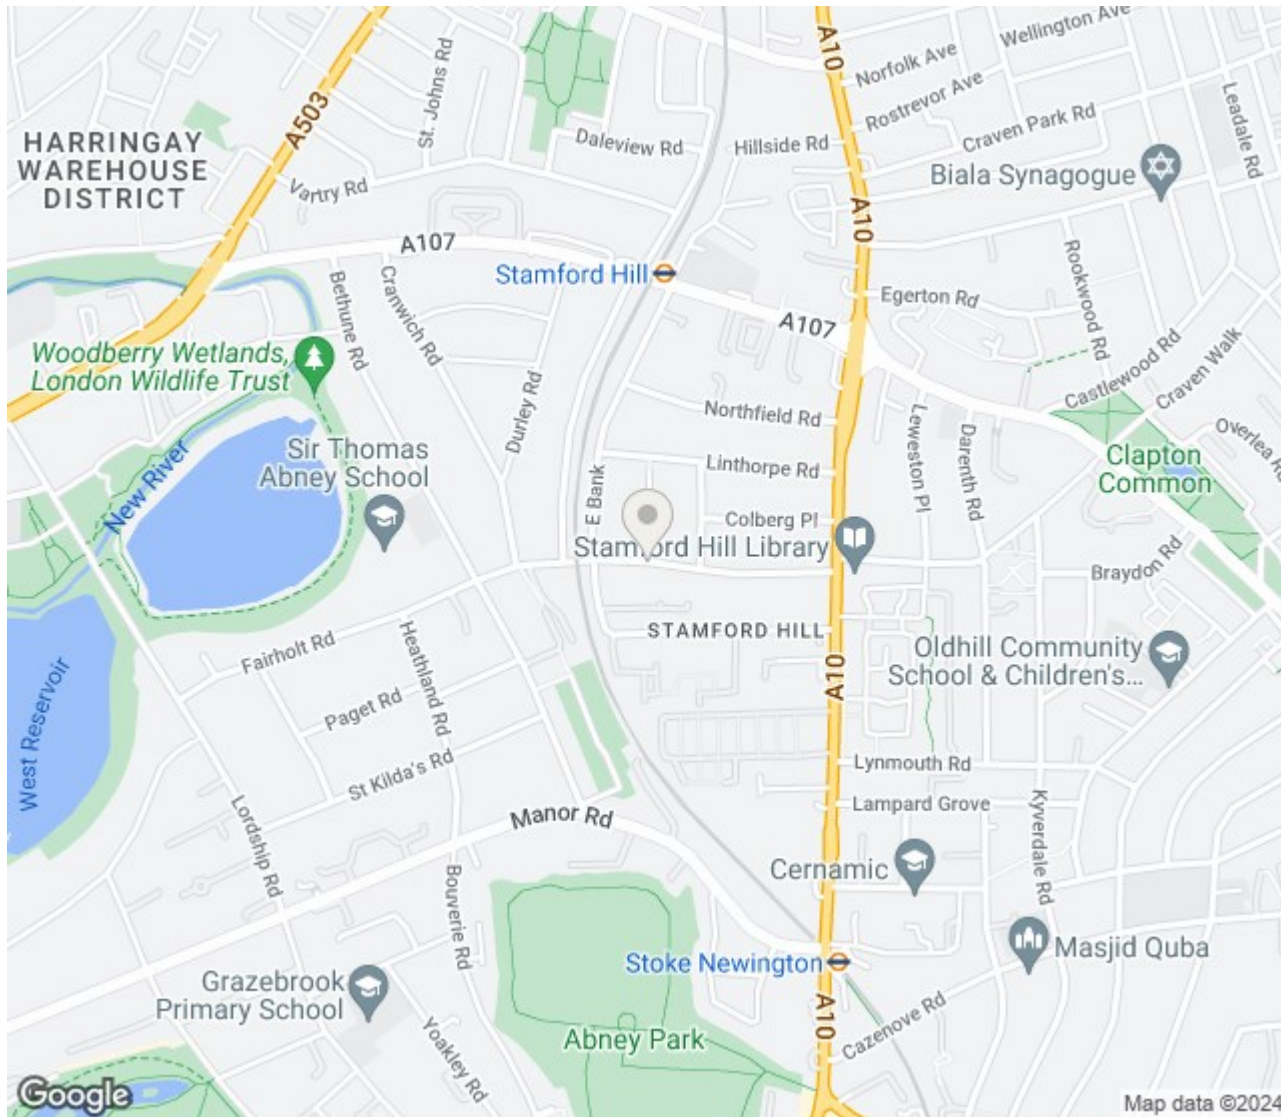 Wellington Ave
A10
Norfolk Ave
Rostrevor Ave
Craven Park Rd
Leadale Rd
St. Johns Rd
A503
Daleview Rd
Hillside Rd
HARRINGAY
WAREHOUSE
DISTRICT
Vartry Rd
Biala Synagogue
A10
A107
Stamford Hill
Bethune Rd
Cranwich Rd
Egerton Rd
Rookwood Rd
A107
Woodberry Wetlands,
London Wildlife Trust
Castlewood Rd
Craven Walk
Durley Rd
Northfield Rd
Leweston Pl
Darenth Rd
Overlea Rd
New River
Sir Thomas
Abney School
E Bank
Linthorpe Rd
Clapton
Common
Colberg Pl
Stamford Hill Library
Braydon Rd
Fairholt Rd
Heathland Rd
STAMFORD HILL
A10
Oldhill Community
School & Children's...
West Reservoir
Paget Rd
St Kilda's Rd
Lynmouth Rd
Lordship Rd
Manor Rd
Lampard Grove
Kyverdale Rd
Bouverie Rd
Cernamic
Masjid Quba
Stoke Newington
Grazebrook
Primary School
Yoakley Rd
Abney Park
A10
Cazenove Rd
Google
Map data ©2024